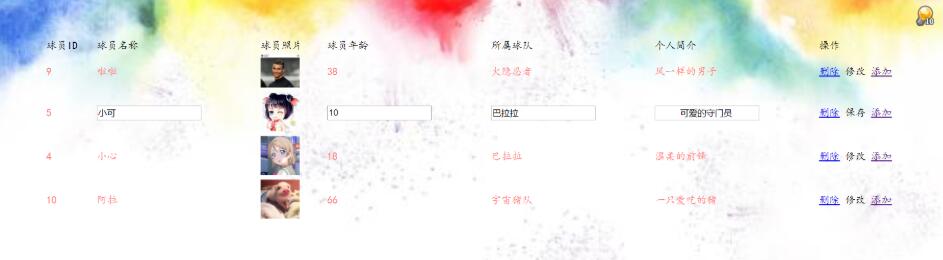 球员ID 球员名称 球员照片 球员年龄 所属球队 个人简介 操作
9 啦啦 38 火隐忍者 风一样的男子 删除 修改 添加
5 小可 10 巴拉拉 可爱的守门员 删除 保存 添加
4 小心 18 巴拉拉 温柔的前锋 删除 修改 添加
10 阿拉 66 宇宙猪队 一只爱吃的猪 删除 修改 添加